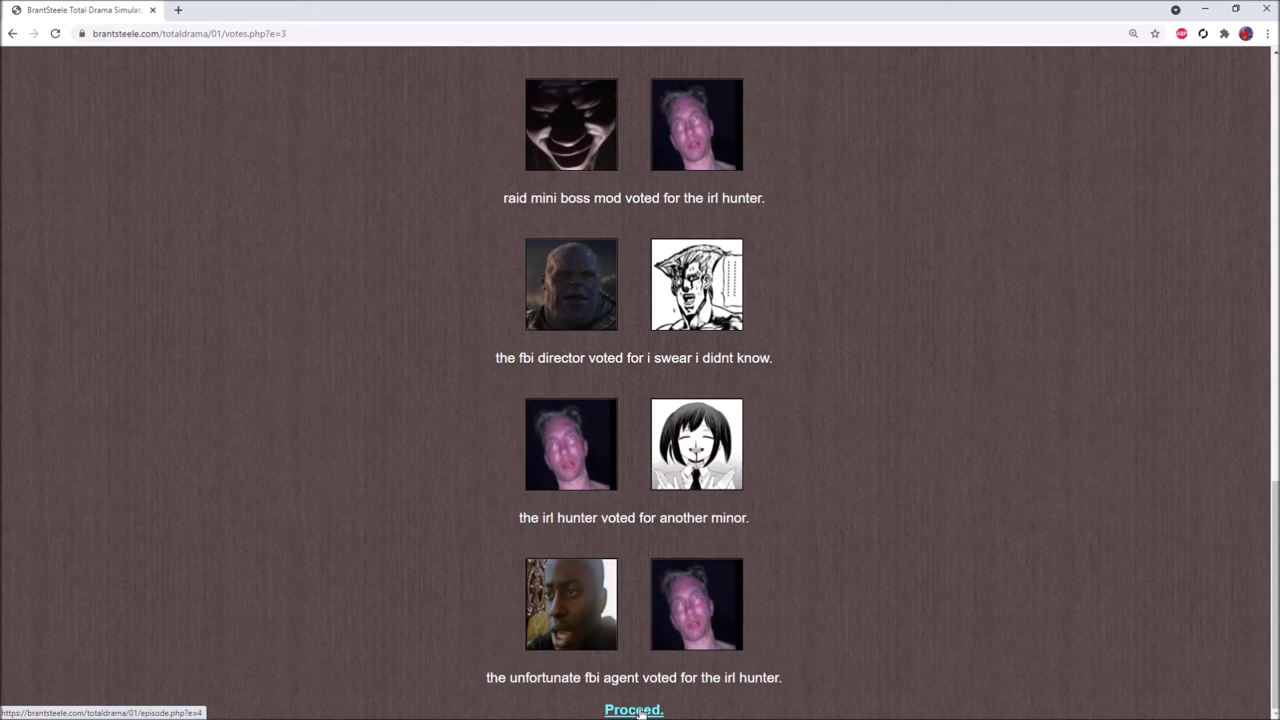 BrantSteele Total Drama Simulat
brantsteele.com/totaldrama/01/votes.php?e=3
ABP
raid mini boss mod voted for the irl hunter.
the fbi director voted for i swear i didnt know.
the irl hunter voted for another minor.
the unfortunate fbi agent voted for the irl hunter.
Proceed.
https://brantsteele.com/totaldrama/01/episode.php?e=4